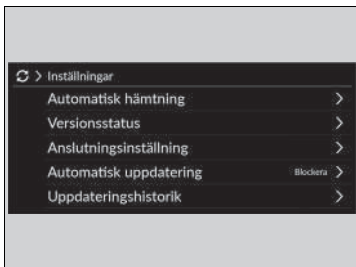 Inställningar
Automatisk hämtning
Versionsstatus
Anslutningsinställning
Automatisk uppdatering Blockera
Uppdateringshistorik